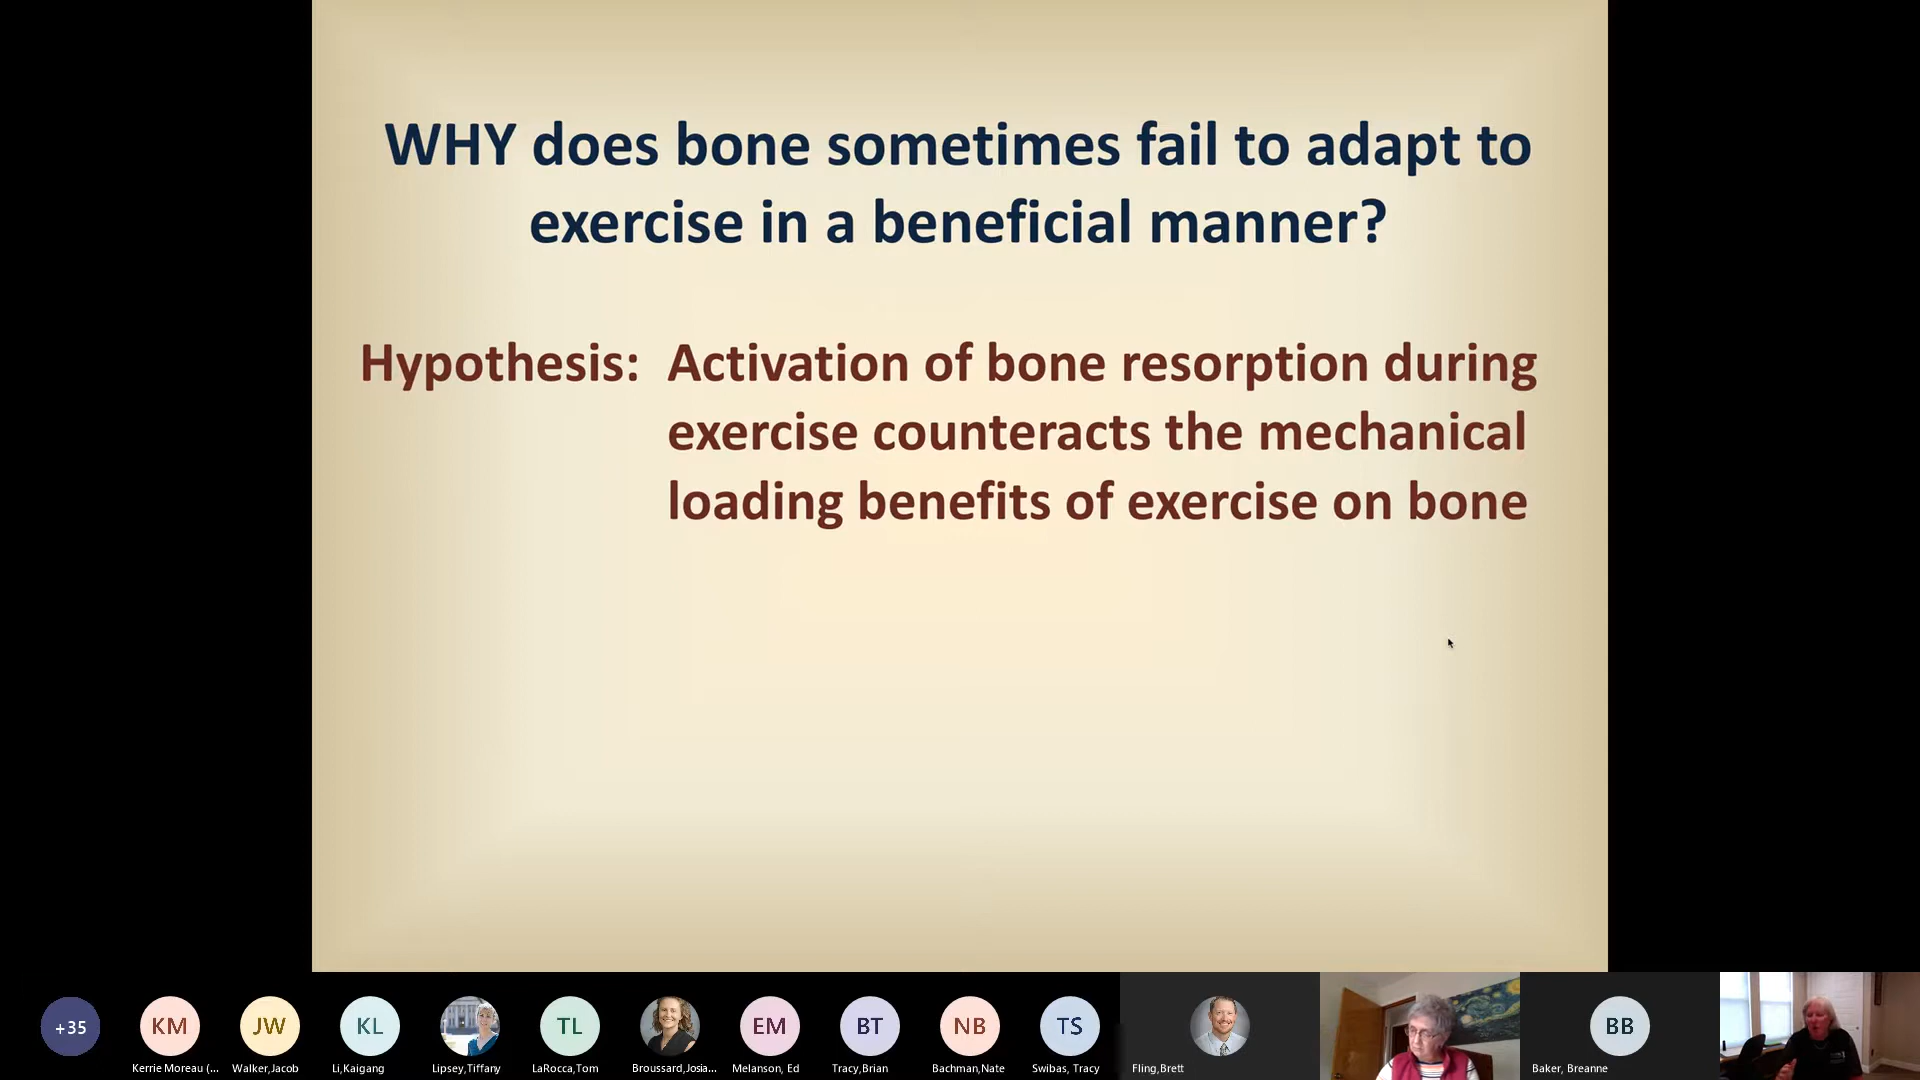 WHY does bone sometimes fail to adapt to
exercise in a beneficial manner?
Hypothesis: Activation of bone resorption during
exercise counteracts the mechanical
loading benefits of exercise on bone
+35
KM
JW
KL
TL
EM
BT
NB
TS
BB
Kerrie Moreau (...
Walker,Jacob
Li,Kaigang
Lipsey,Tiffany
LaRocca,Tom
Broussard,Josia...
Melanson, Ed
Tracy,Brian
Bachman,Nate
Swibas, Tracy
Fling,Brett
Baker, Breanne